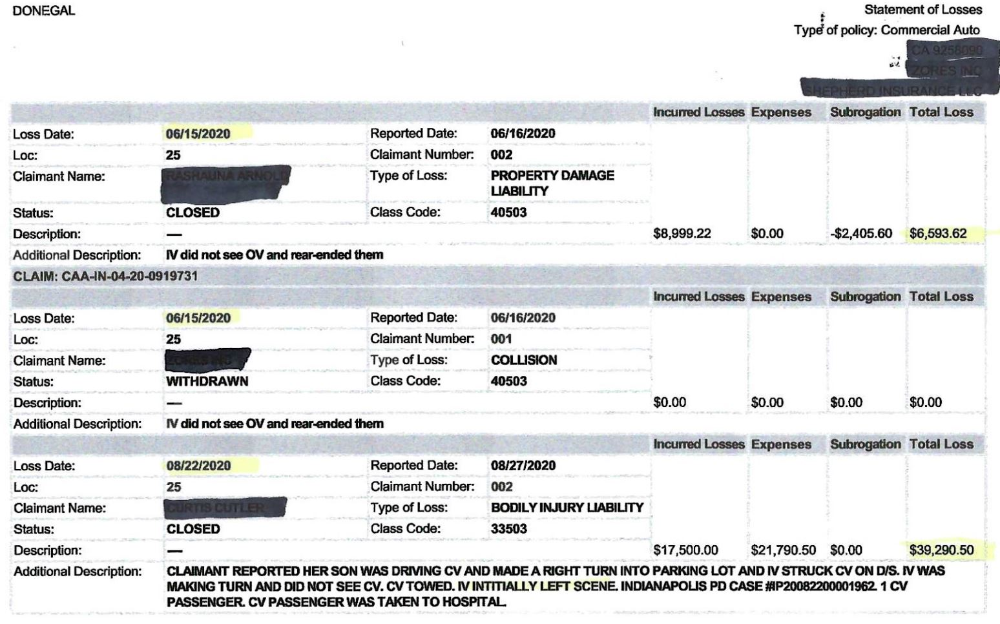 DONEGAL
Statement of Losses
Type of policy: Commercial Auto
Incurred Losses Expenses Subrogation Total Loss
Loss Date: 06/15/2020 Reported Date: 06/16/2020
Loc: 25 Claimant Number: 002
Claimant Name: Type of Loss: PROPERTY DAMAGE
LIABILITY
Status: CLOSED Class Code: 40503
Description: — $8,999.22 $0.00 -$2,405.60 $6,593.62
Additional Description: IV did not see OV and rear-ended them
CLAIM: CAA-IN-04-20-0919731
Incurred Losses Expenses Subrogation Total Loss
Loss Date: 06/15/2020 Reported Date: 06/16/2020
Loc: 25 Claimant Number: 001
Claimant Name: Type of Loss: COLLISION
Status: WITHDRAWN Class Code: 40503
Description: — $0.00 $0.00 $0.00 $0.00
Additional Description: IV did not see OV and rear-ended them
Incurred Losses Expenses Subrogation Total Loss
Loss Date: 08/22/2020 Reported Date: 08/27/2020
Loc: 25 Claimant Number: 002
Claimant Name: Type of Loss: BODILY INJURY LIABILITY
Status: CLOSED Class Code: 33503
Description: — $17,500.00 $21,790.50 $0.00 $39,290.50
Additional Description: CLAIMANT REPORTED HER SON WAS DRIVING CV AND MADE A RIGHT TURN INTO PARKING LOT AND IV STRUCK CV ON D/S. IV WAS
MAKING TURN AND DID NOT SEE CV. CV TOWED. IV INTITIALLY LEFT SCENE. INDIANAPOLIS PD CASE #IP20082200001962. 1 CV
PASSENGER. CV PASSENGER WAS TAKEN TO HOSPITAL.